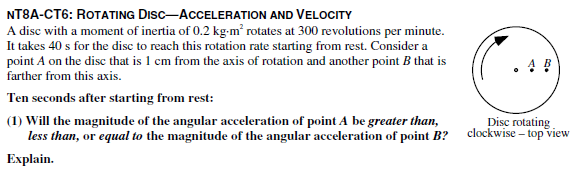 NT8A-CT6: ROTATING DISC—ACCELERATION AND VELOCITY
A disc with a moment of inertia of 0.2 kg·m² rotates at 300 revolutions per minute.
It takes 40 s for the disc to reach this rotation rate starting from rest. Consider a
point A on the disc that is 1 cm from the axis of rotation and another point B that is
farther from this axis.
Ten seconds after starting from rest:
(1) Will the magnitude of the angular acceleration of point A be greater than,
less than, or equal to the magnitude of the angular acceleration of point B?
Explain.
A B
Disc rotating
clockwise – top view